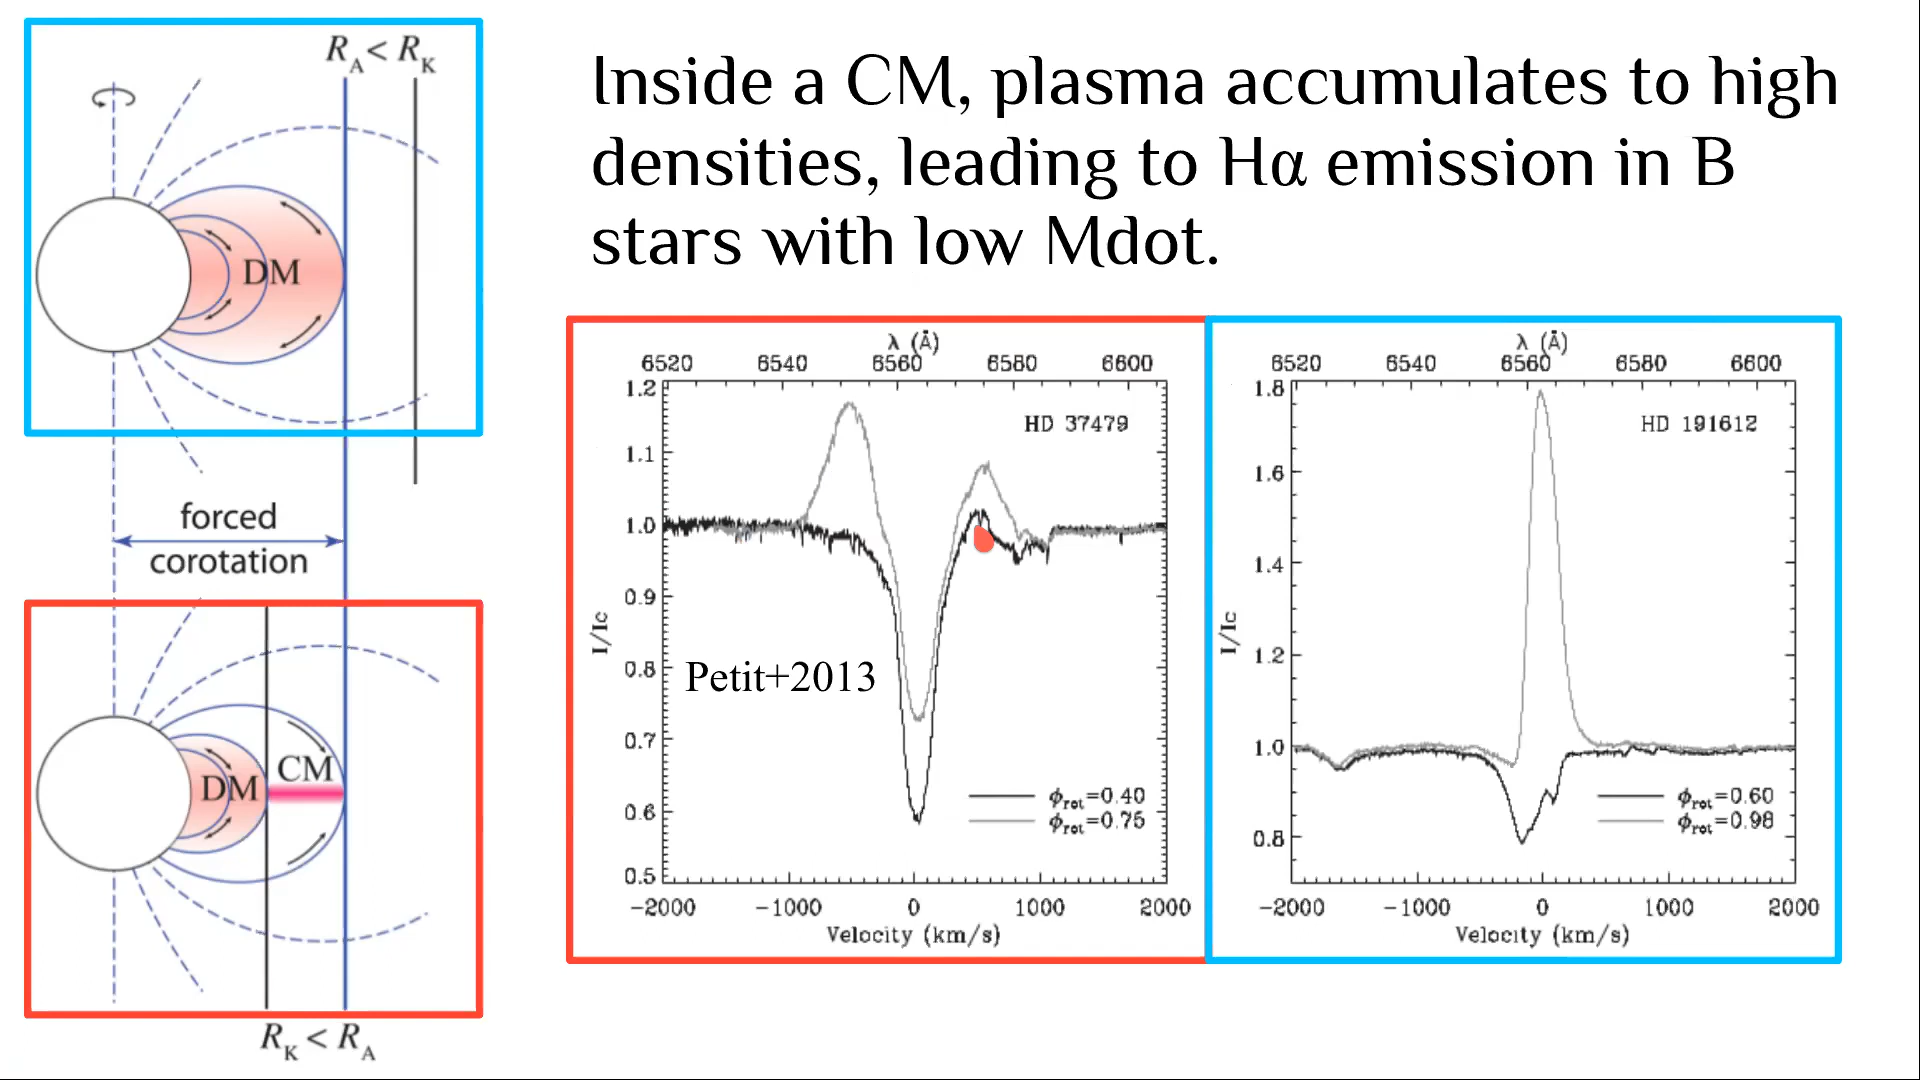 Inside a CM, plasma accumulates to high
densities, leading to Hα emission in B
stars with low Mdot.
R_A < R_K
DM
forced
corotation
DM
CM
R_K < R_A
λ (Å)
6520 6540 6560 6580 6600
1.2
1.1
1.0
0.9
0.8
0.7
0.6
0.5
I/Ic
HD 37479
Petit+2013
ϕrot=0.40
ϕrot=0.75
-2000 -1000 0 1000 2000
Velocity (km/s)
λ (Å)
6520 6540 6560 6580 6600
1.8
1.6
1.4
1.2
1.0
0.8
I/Ic
HD 191612
ϕrot=0.60
ϕrot=0.98
-2000 -1000 0 1000 2000
Velocity (km/s)